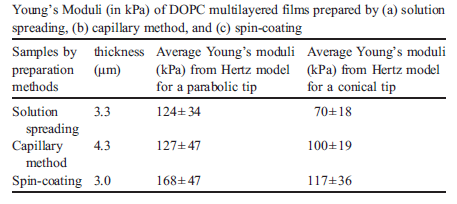 Young's Moduli (in kPa) of DOPC multilayered films prepared by (a) solution
spreading, (b) capillary method, and (c) spin-coating
Samples by thickness Average Young's moduli Average Young's moduli
preparation (μm) (kPa) from Hertz model (kPa) from Hertz model
methods for a parabolic tip for a conical tip
Solution 3.3 124±34 70±18
spreading
Capillary 4.3 127±47 100±19
method
Spin-coating 3.0 168±47 117±36